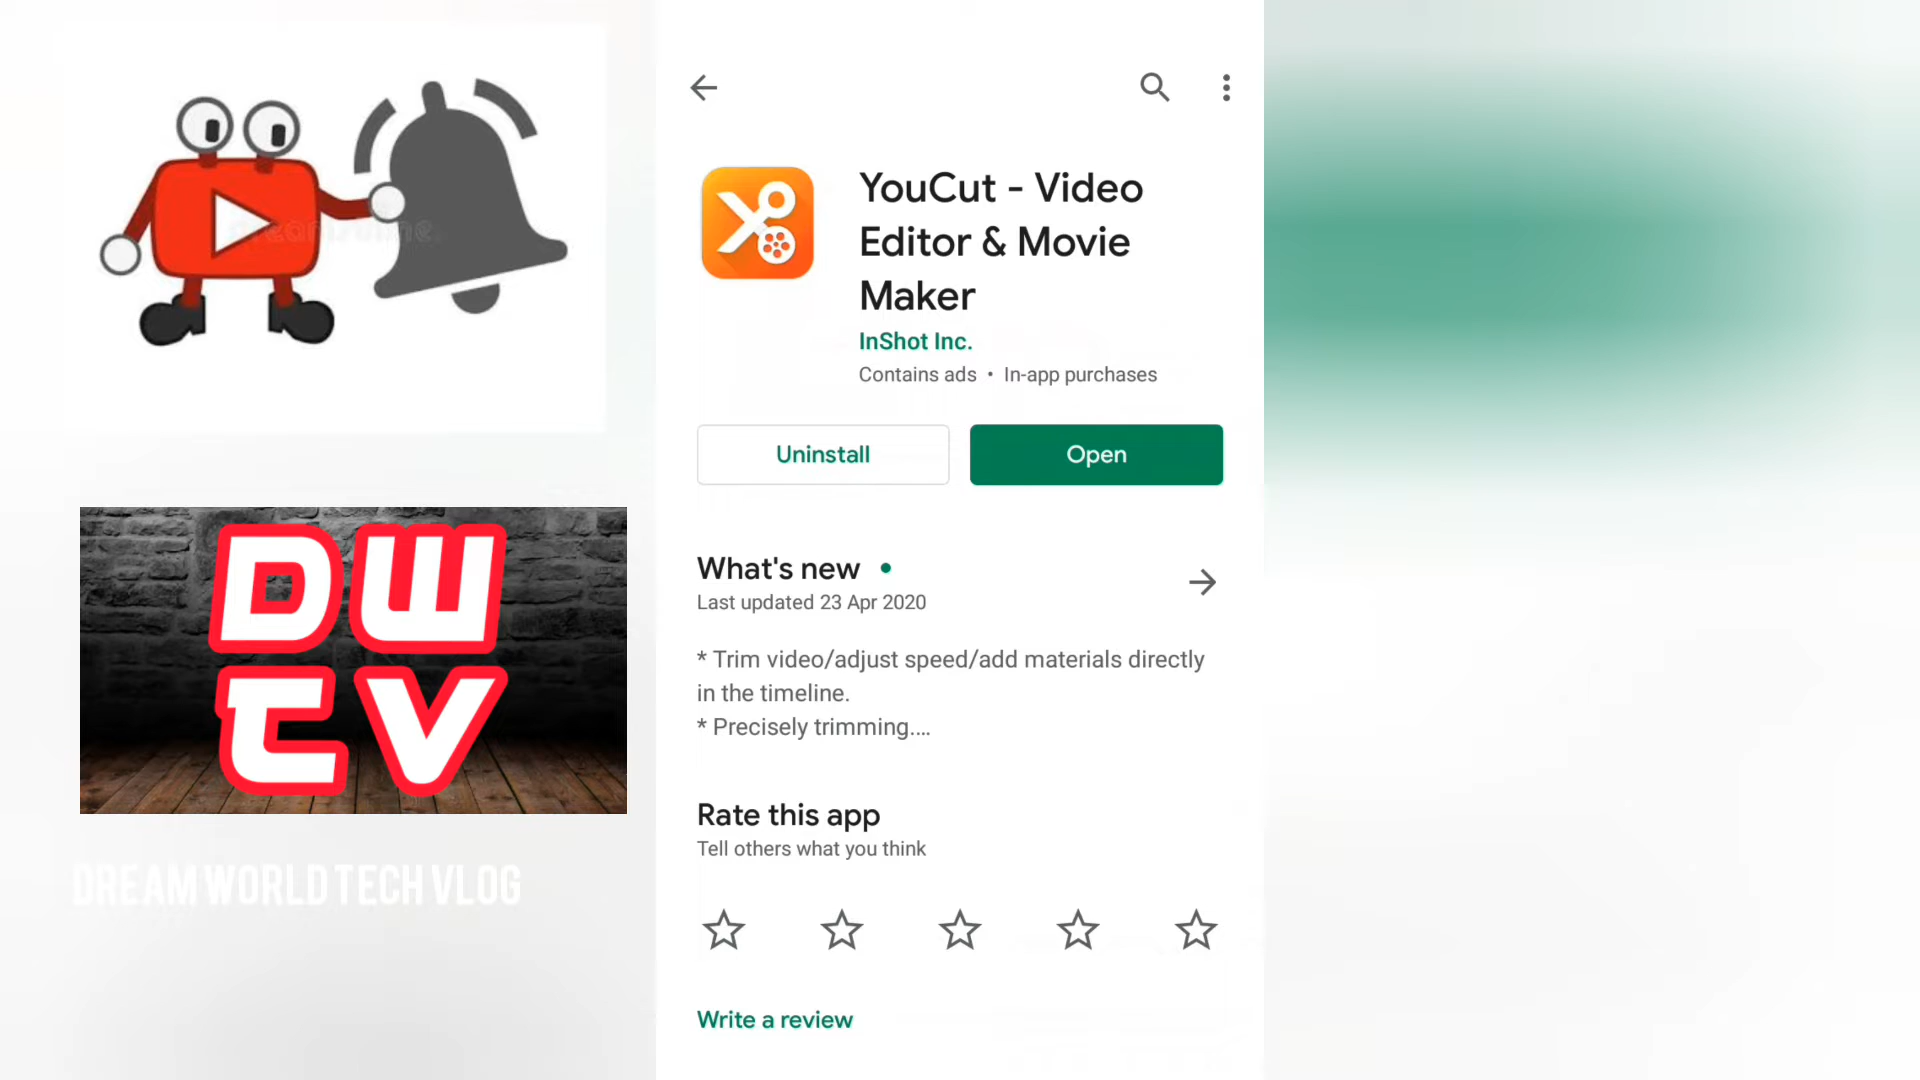 YouCut - Video
Editor & Movie
Maker
InShot Inc.
Contains ads • In-app purchases
Uninstall
Open
What's new
Last updated 23 Apr 2020
* Trim video/adjust speed/add materials directly
in the timeline.
* Precisely trimming....
Rate this app
Tell others what you think
Write a review
DW
TV
DREAM WORLD TECH VLOG